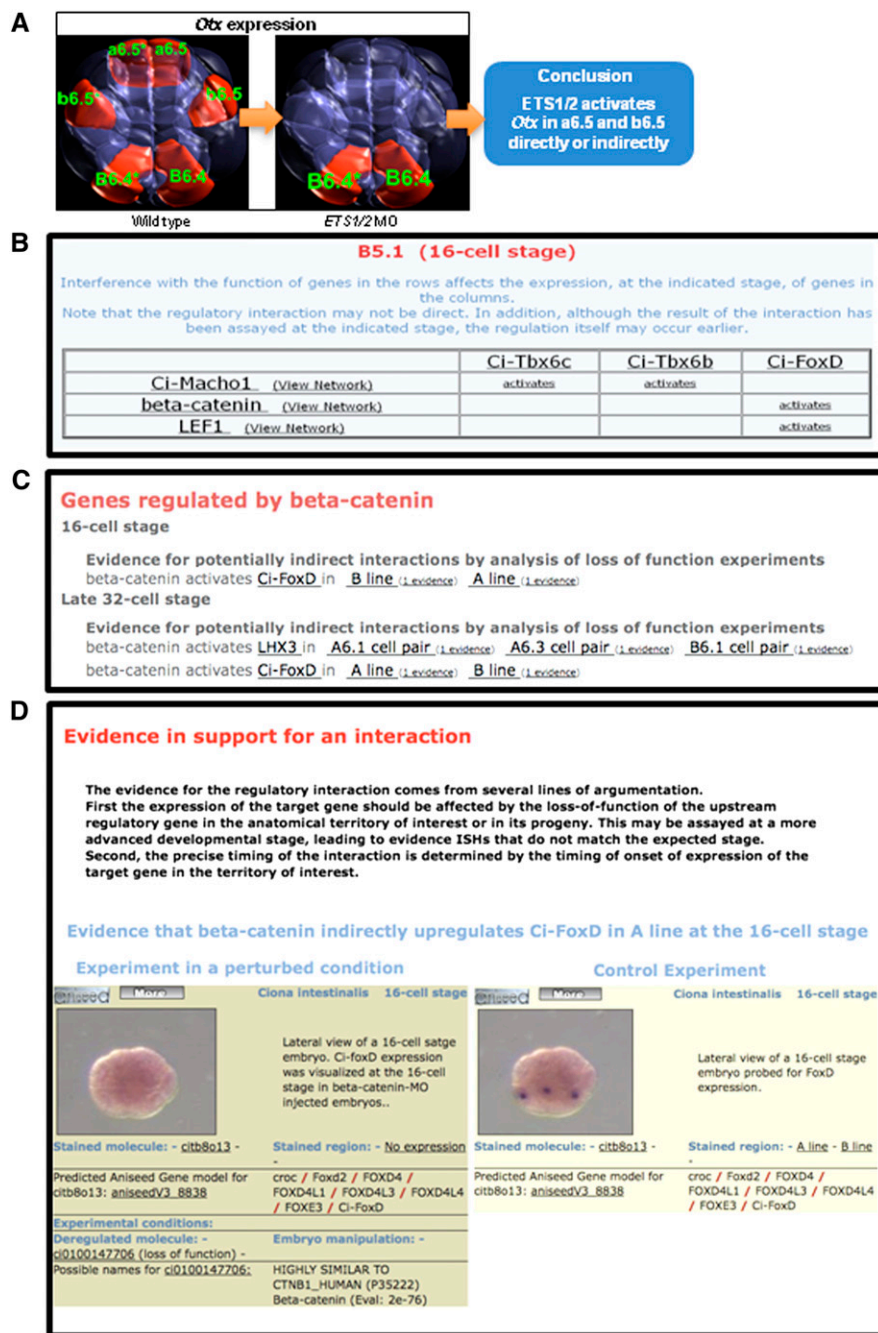 A
Otx expression
a6.5* a6.5
b6.5* b6.5
B6.4* B6.4
B6.4* B6.4
Wild type
ETS1/2 MO
Conclusion
ETS1/2 activates
Otx in a6.5 and b6.5
directly or indirectly
B
B5.1 (16-cell stage)
Interference with the function of genes in the rows affects the expression, at the indicated stage, of genes in
the columns.
Note that the regulatory interaction may not be direct. In addition, although the result of the interaction has
been assayed at the indicated stage, the regulation itself may occur earlier.
Ci-Tbx6c Ci-Tbx6b Ci-FoxD
Ci-Macho1 (View Network) activates activates
beta-catenin (View Network) activates
LEF1 (View Network) activates
C
Genes regulated by beta-catenin
16-cell stage
Evidence for potentially indirect interactions by analysis of loss of function experiments
beta-catenin activates Ci-FoxD in B line (1 evidence) A line (1 evidence)
Late 32-cell stage
Evidence for potentially indirect interactions by analysis of loss of function experiments
beta-catenin activates LHX3 in A6.1 cell pair (1 evidence) A6.3 cell pair (1 evidence) B6.1 cell pair (1 evidence)
beta-catenin activates Ci-FoxD in A line (1 evidence) B line (1 evidence)
D
Evidence in support for an interaction
The evidence for the regulatory interaction comes from several lines of argumentation.
First the expression of the target gene should be affected by the loss-of-function of the upstream
regulatory gene in the anatomical territory of interest or in its progeny. This may be assayed at a more
advanced developmental stage, leading to evidence ISHs that do not match the expected stage.
Second, the precise timing of the interaction is determined by the timing of onset of expression of the
target gene in the territory of interest.
Evidence that beta-catenin indirectly upregulates Ci-FoxD in A line at the 16-cell stage
Experiment in a perturbed condition
aniseed More Ciona intestinalis 16-cell stage
Lateral view of a 16-cell satge
embryo. Ci-foxD expression
was visualized at the 16-cell
stage in beta-catenin-MO
injected embryos..
Stained molecule: - citb8o13 - Stained region: - No expression
-
Predicted Aniseed Gene model for
citb8o13: aniseedV3_8838
croc / Foxd2 / FOXD4 /
FOXD4L1 / FOXD4L3 / FOXD4L4
/ FOXE3 / Ci-FoxD
Experimental conditions:
Deregulated molecule: - Embryo manipulation: -
ci0100147706 (loss of function) -
Possible names for ci0100147706:
HIGHLY SIMILAR TO
CTNB1_HUMAN (P35222)
Beta-catenin (Eval: 2e-76)
Control Experiment
aniseed More Ciona intestinalis 16-cell stage
Lateral view of a 16-cell stage
embryo probed for FoxD
expression.
Stained molecule: - citb8o13 - Stained region: - A line - B line
-
Predicted Aniseed Gene model for
citb8o13: aniseedV3_8838
croc / Foxd2 / FOXD4 /
FOXD4L1 / FOXD4L3 / FOXD4L4
/ FOXE3 / Ci-FoxD